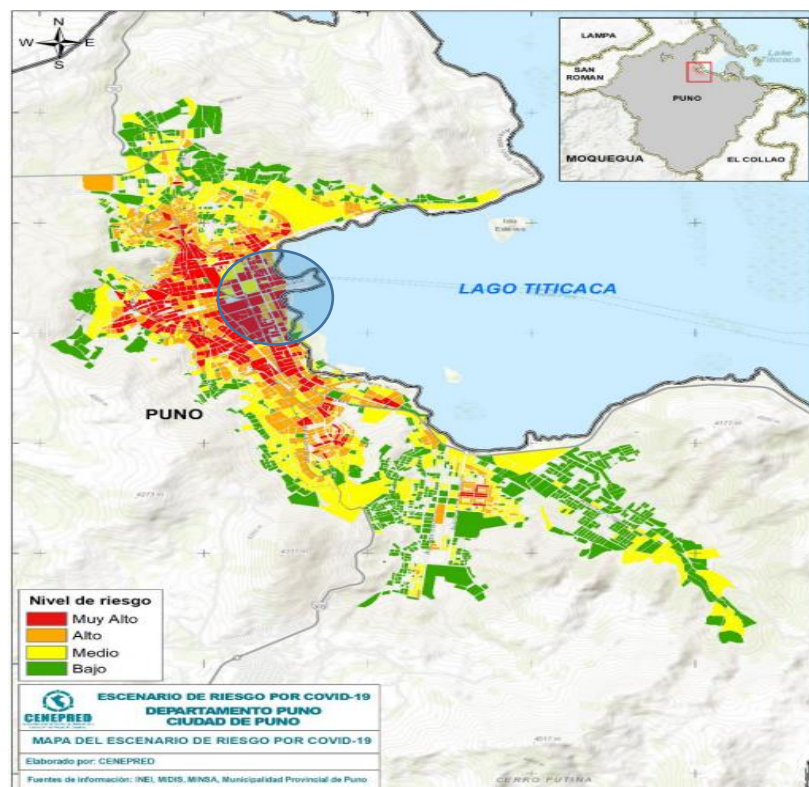 N
W E
S
LAMPA
SAN
ROMAN
PUNO
Lake
Titicaca
MOQUEGUA
EL COLLAO
Isla
Esteves
LAGO TITICACA
PUNO
Nivel de riesgo
Muy Alto
Alto
Medio
Bajo
CENEPRED
ESCENARIO DE RIESGO POR COVID-19
DEPARTAMENTO PUNO
CIUDAD DE PUNO
MAPA DEL ESCENARIO DE RIESGO POR COVID-19
Elaborado por: CENEPRED
Fuentes de información: INEI, MIDIS, MINSA, Municipalidad Provincial de Puno
CERRO PUTINA